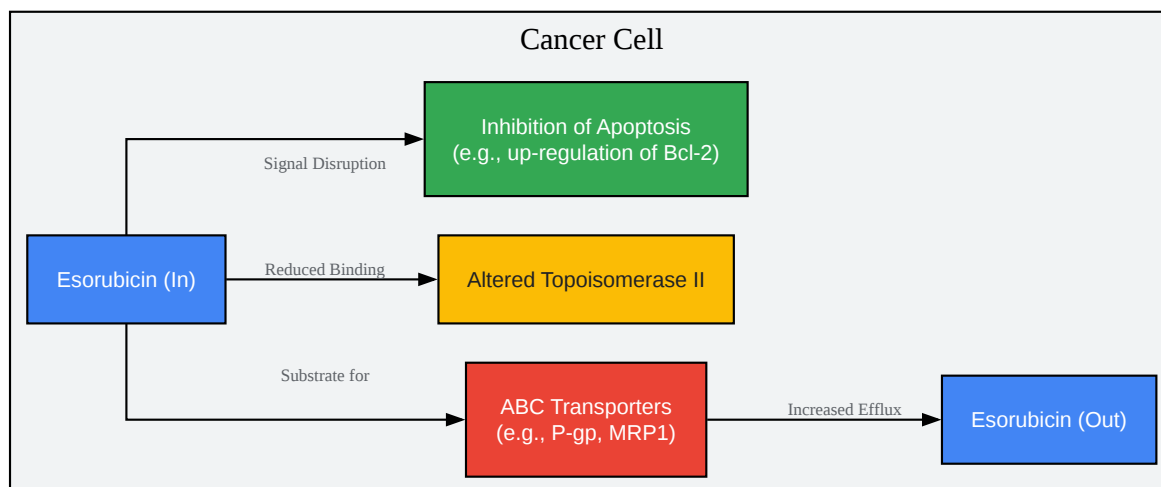 Cancer Cell
Inhibition of Apoptosis
(e.g., up-regulation of Bcl-2)
Signal Disruption
Esorubicin (In)
Reduced Binding
Altered Topoisomerase II
Substrate for
ABC Transporters
(e.g., P-gp, MRP1)
Increased Efflux
Esorubicin (Out)